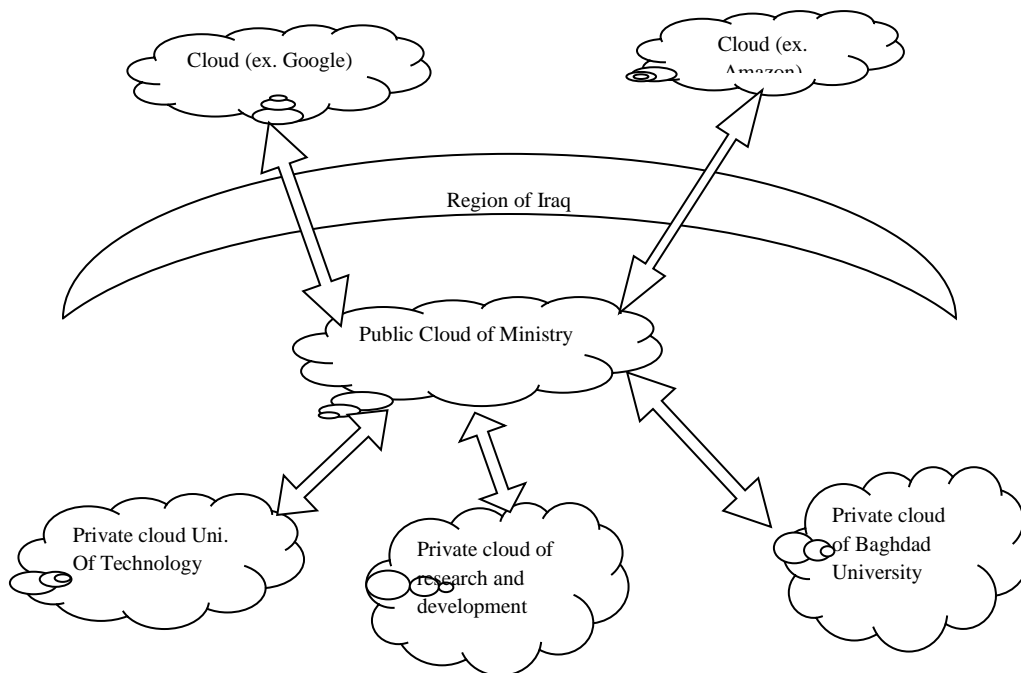 Cloud (ex. Google)
Cloud (ex.
Amazon)
Region of Iraq
Public Cloud of Ministry
Private cloud Uni.
Of Technology
Private cloud of
research and
development
Private cloud
of Baghdad
University